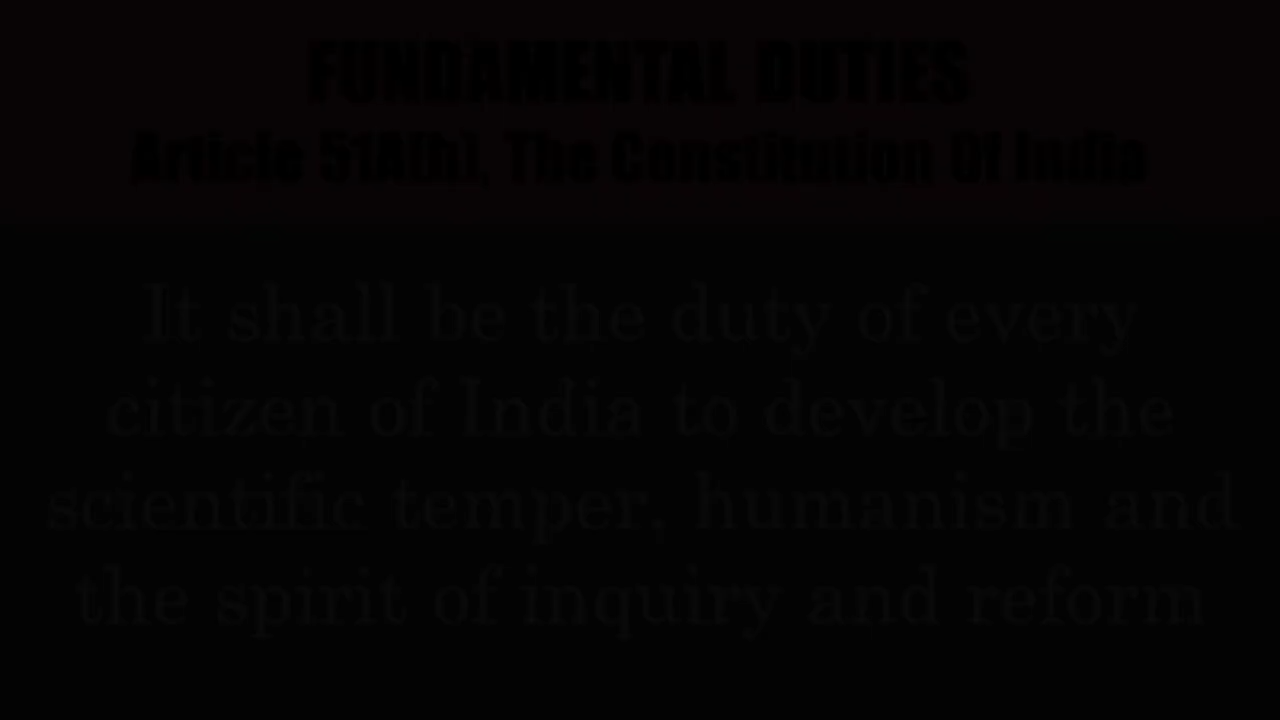 FUNDAMENTAL DUTIES
Article 51A(h), The Constitution Of India
It shall be the duty of every
citizen of India to develop the
scientific temper, humanism and
the spirit of inquiry and reform